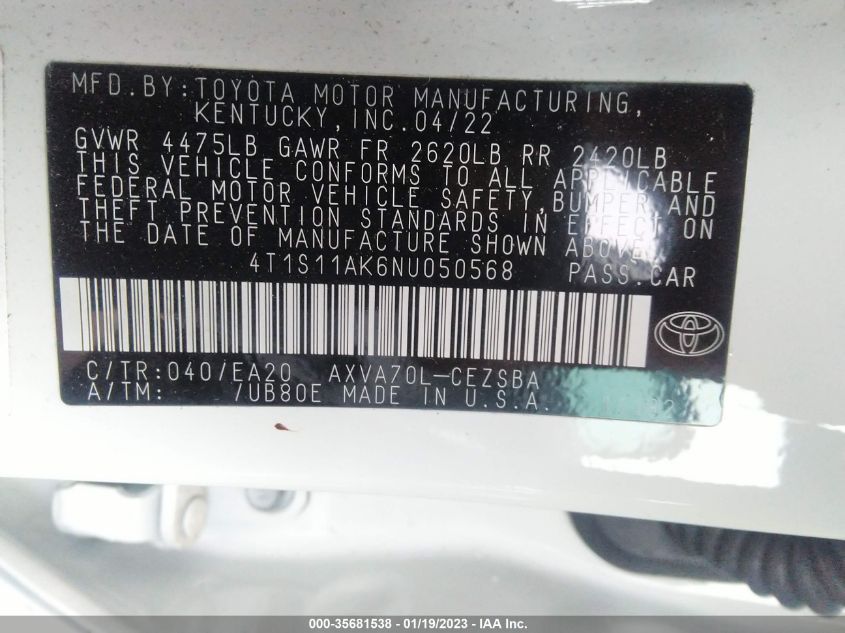 MFD.BY:TOYOTA MOTOR MANUFACTURING,
KENTUCKY,INC.04/22
GVWR 4475LB GAWR FR 2620LB RR 2420LB
THIS VEHICLE CONFORMS TO ALL APPLICABLE
FEDERAL MOTOR VEHICLE SAFETY,BUMPER,AND
THEFT PREVENTION STANDARDS IN EFFECT ON
THE DATE OF MANUFACTURE SHOWN ABOVE.
4T1S11AK6NU050568 PASS.CAR
C/TR:040/EA20 AXVA70L-CEZSBA
A/TM: 7UB80E MADE IN U.S.A.
000-35681538 - 01/19/2023 - IAA Inc.